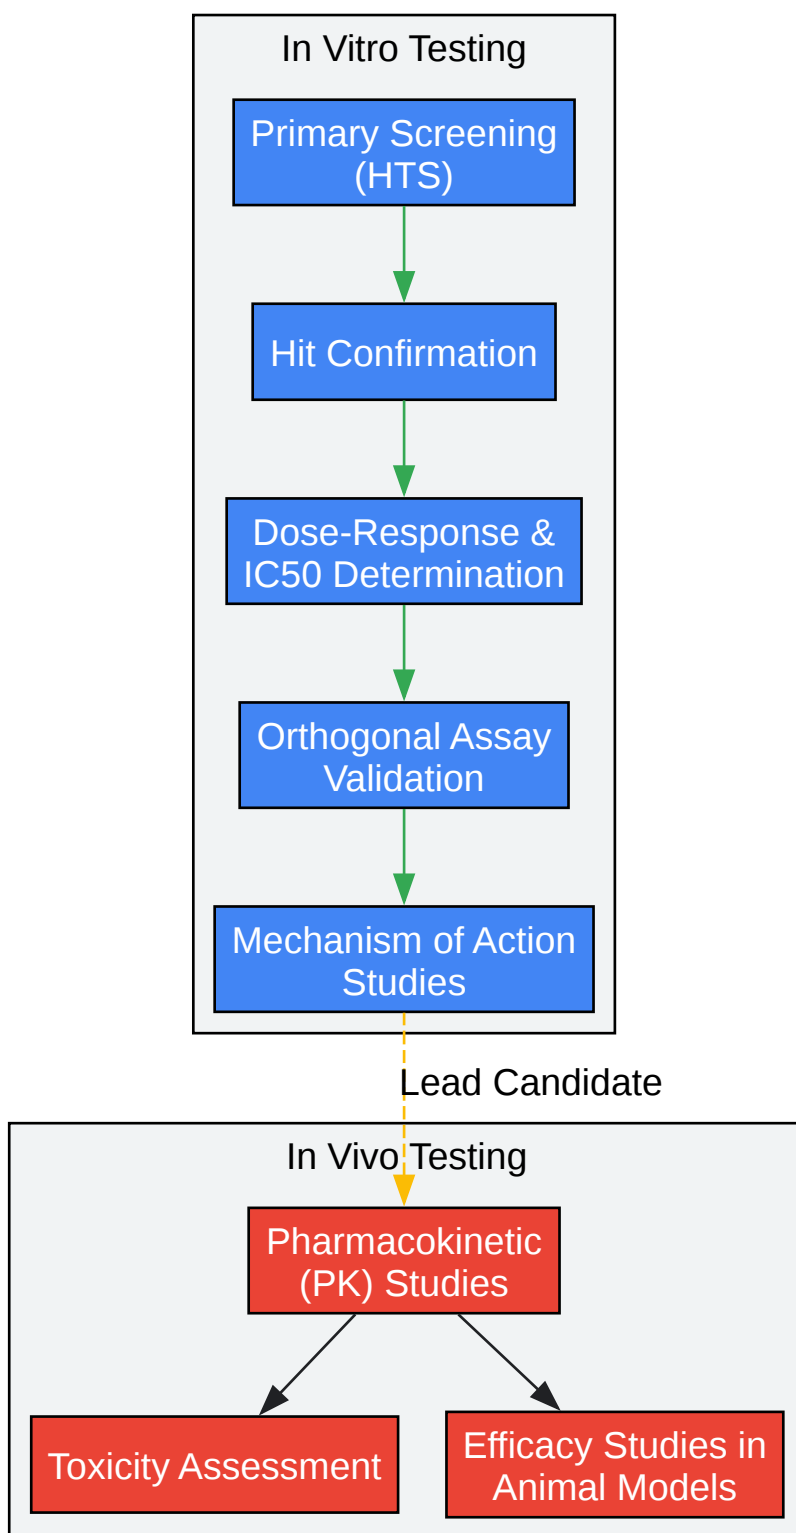 In Vitro Testing
Primary Screening
(HTS)
Hit Confirmation
Dose-Response &
IC50 Determination
Orthogonal Assay
Validation
Mechanism of Action
Studies
Lead Candidate
In Vivo Testing
Pharmacokinetic
(PK) Studies
Toxicity Assessment
Efficacy Studies in
Animal Models